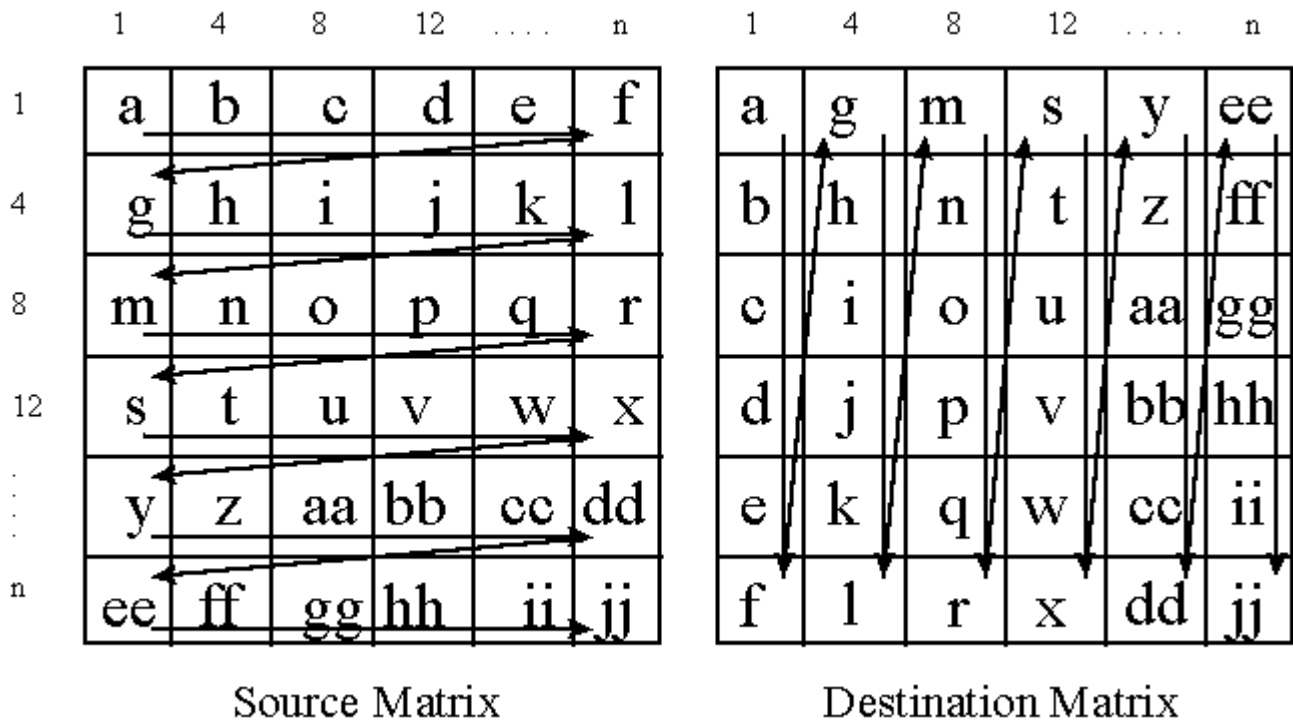 1 4 8 12 .... n 1 4 8 12 .... n
1 a b c d e f a g m s y ee
4 g h i j k l b h n t z ff
8 m n o p q r c i o u aa gg
12 s t u v w x d j p v bb hh
.... y z aa bb cc dd e k q w cc ii
n ee ff gg hh ii jj f l r x dd jj
Source Matrix Destination Matrix